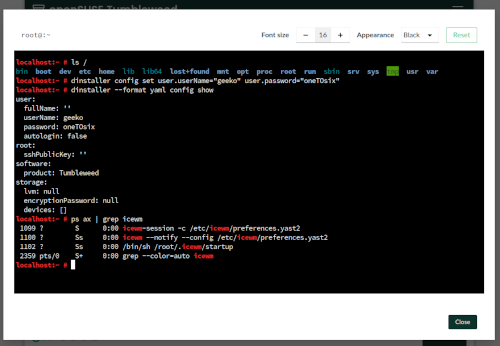 openSUSE Tumbleweed
root@:~ Font size − 16 + Appearance Black Reset
localhost:~ # ls /
bin boot dev etc home lib lib64 lost+found mnt opt proc root run sbin srv sys tmp usr var
localhost:~ # dinstaller config set user.userName="geeko" user.password="oneTOsix"
localhost:~ # dinstaller --format yaml config show
user:
  fullName: ''
  userName: geeko
  password: oneTOsix
  autologin: false
root:
  sshPublicKey: ''
software:
  product: Tumbleweed
storage:
  lvm: null
  encryptionPassword: null
  devices: []
localhost:~ # ps ax | grep icewm
 1099 ?        S      0:00 icewm-session -c /etc/icewm/preferences.yast2
 1100 ?        Ss     0:00 icewm --notify --config /etc/icewm/preferences.yast2
 1102 ?        Ss     0:00 /bin/sh /root/.icewm/startup
 2359 pts/0    S+     0:00 grep --color=auto icewm
localhost:~ #
Close